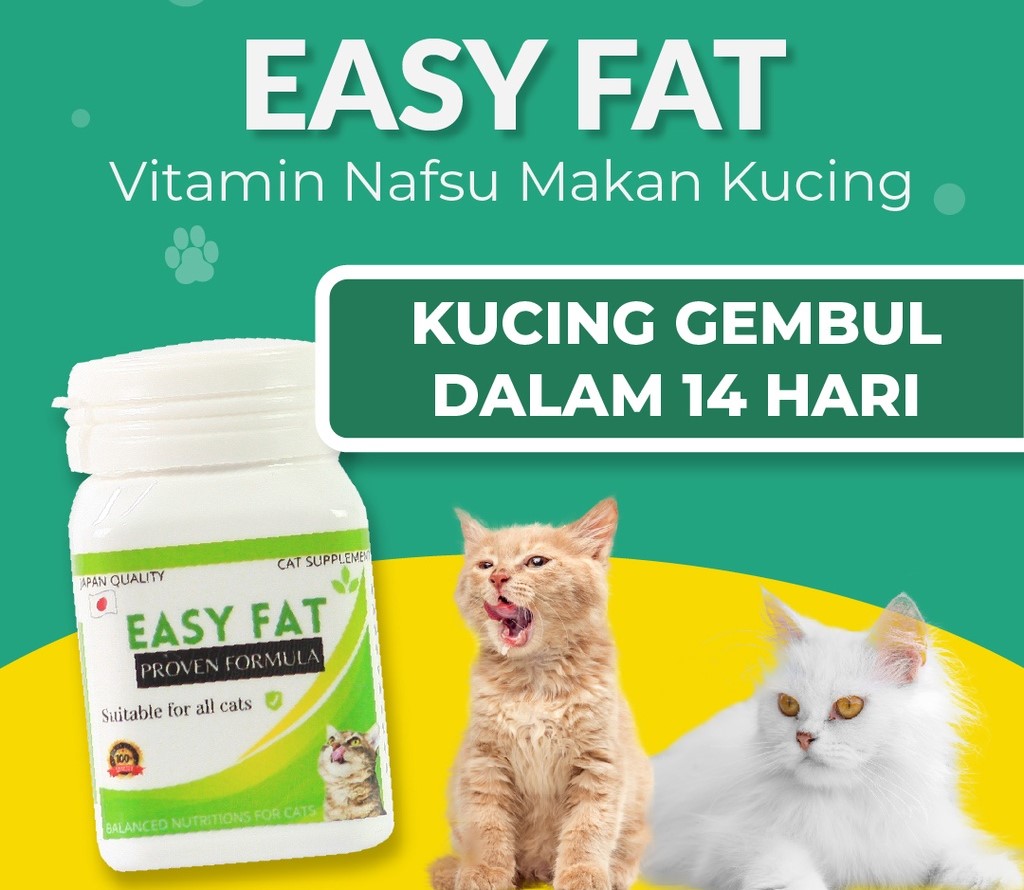 EASY FAT
Vitamin Nafsu Makan Kucing
KUCING GEMBUL
DALAM 14 HARI
JAPAN QUALITY
CAT SUPPLEMENT
EASY FAT
PROVEN FORMULA
Suitable for all cats
100%
BALANCED NUTRITIONS FOR CATS